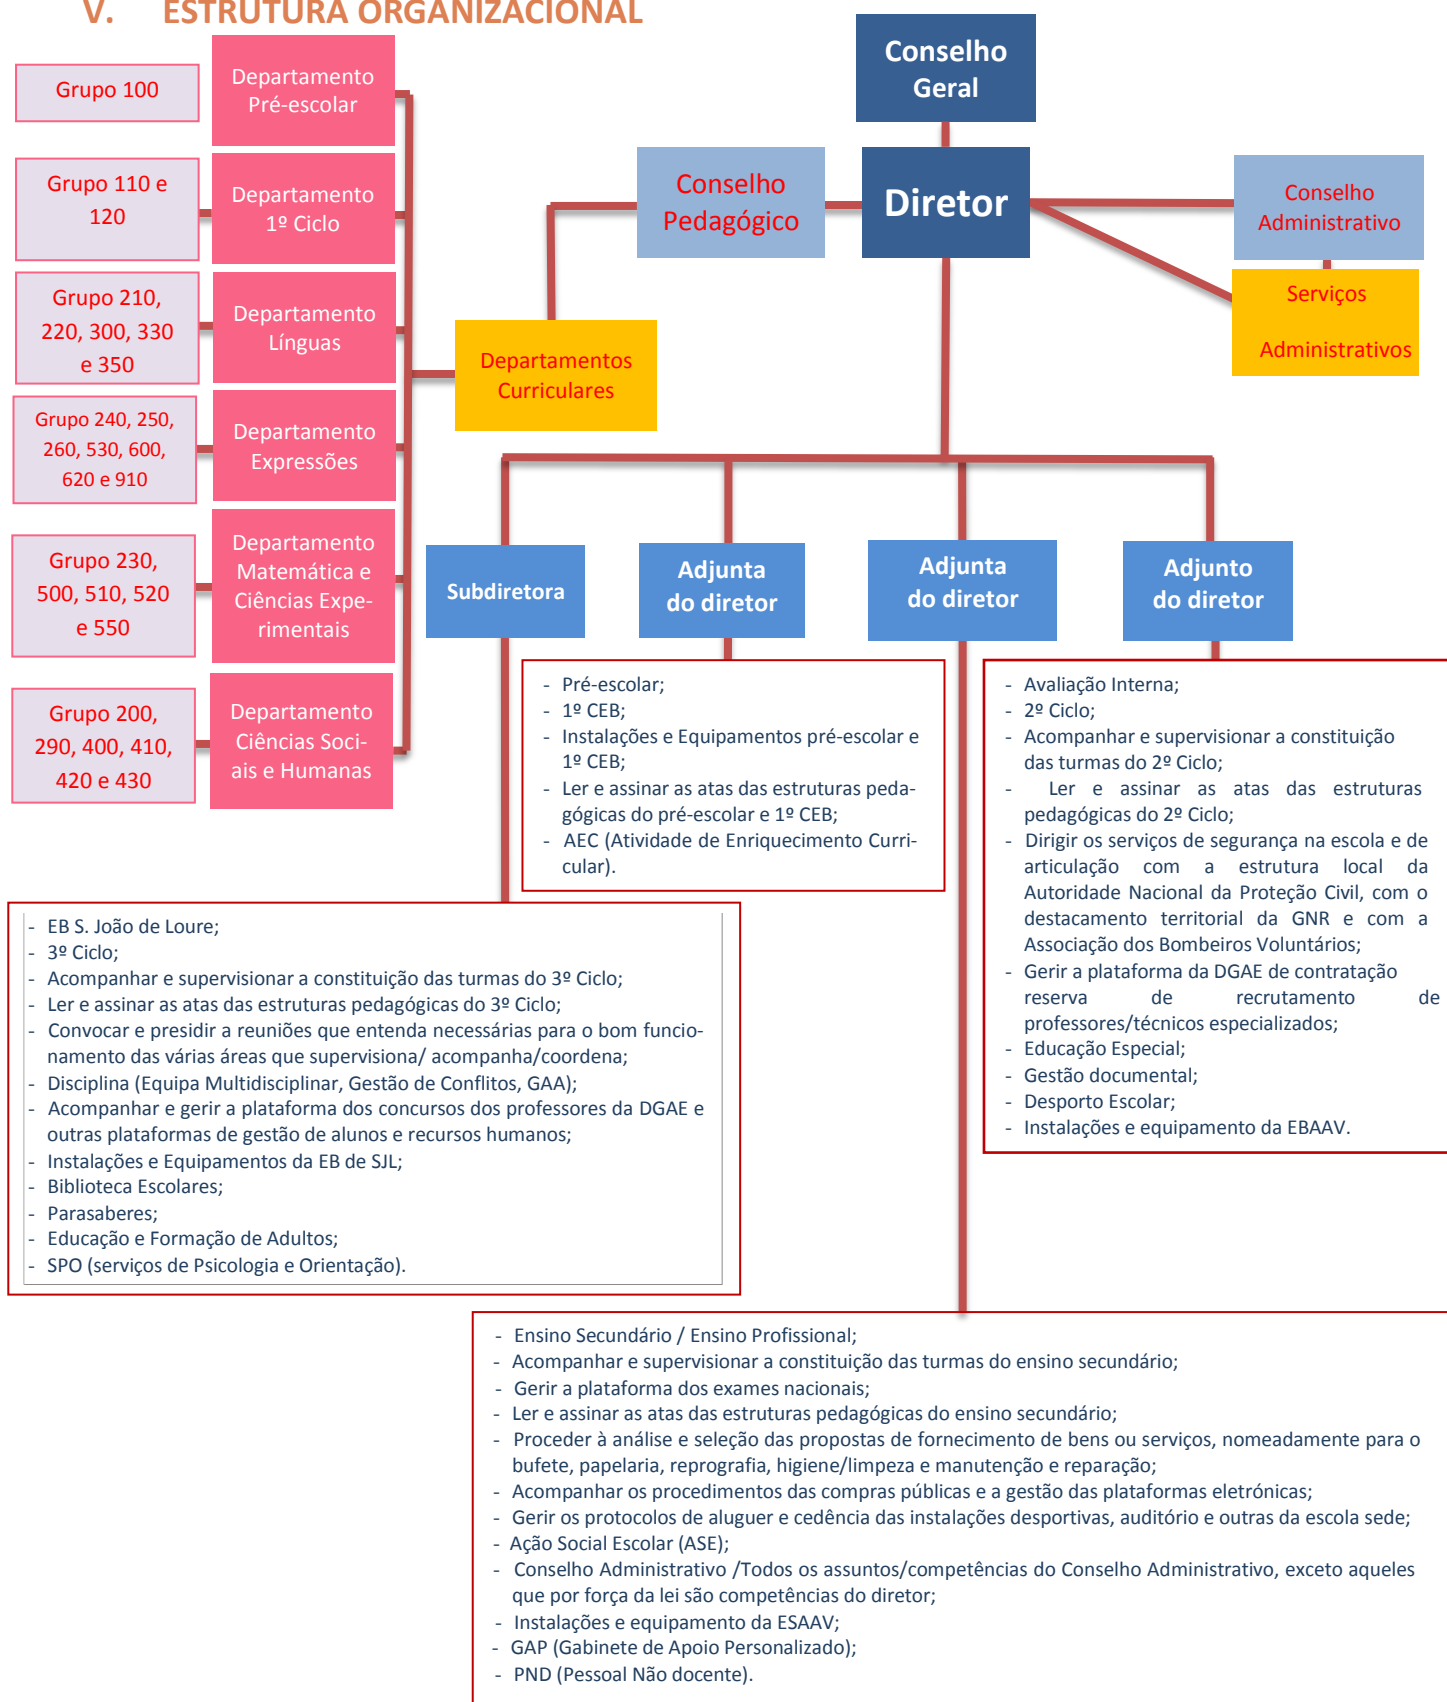 V. ESTRUTURA ORGANIZACIONAL
Conselho
Geral
Diretor
Conselho
Pedagógico
Conselho
Administrativo
Serviços
Administrativos
Departamentos
Curriculares
Grupo 100
Departamento
Pré-escolar
Grupo 110 e
120
Departamento
1º Ciclo
Grupo 210,
220, 300, 330
e 350
Departamento
Línguas
Grupo 240, 250,
260, 530, 600,
620 e 910
Departamento
Expressões
Grupo 230,
500, 510, 520
e 550
Departamento
Matemática e
Ciências Expe-
rimentais
Grupo 200,
290, 400, 410,
420 e 430
Departamento
Ciências Soci-
ais e Humanas
Subdiretora
Adjunta
do diretor
Adjunta
do diretor
Adjunto
do diretor
- Pré-escolar;
- 1º CEB;
- Instalações e Equipamentos pré-escolar e
1º CEB;
- Ler e assinar as atas das estruturas peda-
gógicas do pré-escolar e 1º CEB;
- AEC (Atividade de Enriquecimento Curri-
cular).
- Avaliação Interna;
- 2º Ciclo;
- Acompanhar e supervisionar a constituição
das turmas do 2º Ciclo;
- Ler e assinar as atas das estruturas
pedagógicas do 2º Ciclo;
- Dirigir os serviços de segurança na escola e de
articulação com a estrutura local da
Autoridade Nacional da Proteção Civil, com o
destacamento territorial da GNR e com a
Associação dos Bombeiros Voluntários;
- Gerir a plataforma da DGAE de contratação
reserva de recrutamento de
professores/técnicos especializados;
- Educação Especial;
- Gestão documental;
- Desporto Escolar;
- Instalações e equipamento da EBAAV.
- EB S. João de Loure;
- 3º Ciclo;
- Acompanhar e supervisionar a constituição das turmas do 3º Ciclo;
- Ler e assinar as atas das estruturas pedagógicas do 3º Ciclo;
- Convocar e presidir a reuniões que entenda necessárias para o bom funcio-
namento das várias áreas que supervisiona/ acompanha/coordena;
- Disciplina (Equipa Multidisciplinar, Gestão de Conflitos, GAA);
- Acompanhar e gerir a plataforma dos concursos dos professores da DGAE e
outras plataformas de gestão de alunos e recursos humanos;
- Instalações e Equipamentos da EB de SJL;
- Biblioteca Escolares;
- Parasaberes;
- Educação e Formação de Adultos;
- SPO (serviços de Psicologia e Orientação).
- Ensino Secundário / Ensino Profissional;
- Acompanhar e supervisionar a constituição das turmas do ensino secundário;
- Gerir a plataforma dos exames nacionais;
- Ler e assinar as atas das estruturas pedagógicas do ensino secundário;
- Proceder à análise e seleção das propostas de fornecimento de bens ou serviços, nomeadamente para o
bufete, papelaria, reprografia, higiene/limpeza e manutenção e reparação;
- Acompanhar os procedimentos das compras públicas e a gestão das plataformas eletrónicas;
- Gerir os protocolos de aluguer e cedência das instalações desportivas, auditório e outras da escola sede;
- Ação Social Escolar (ASE);
- Conselho Administrativo /Todos os assuntos/competências do Conselho Administrativo, exceto aqueles
que por força da lei são competências do diretor;
- Instalações e equipamento da ESAAV;
- GAP (Gabinete de Apoio Personalizado);
- PND (Pessoal Não docente).